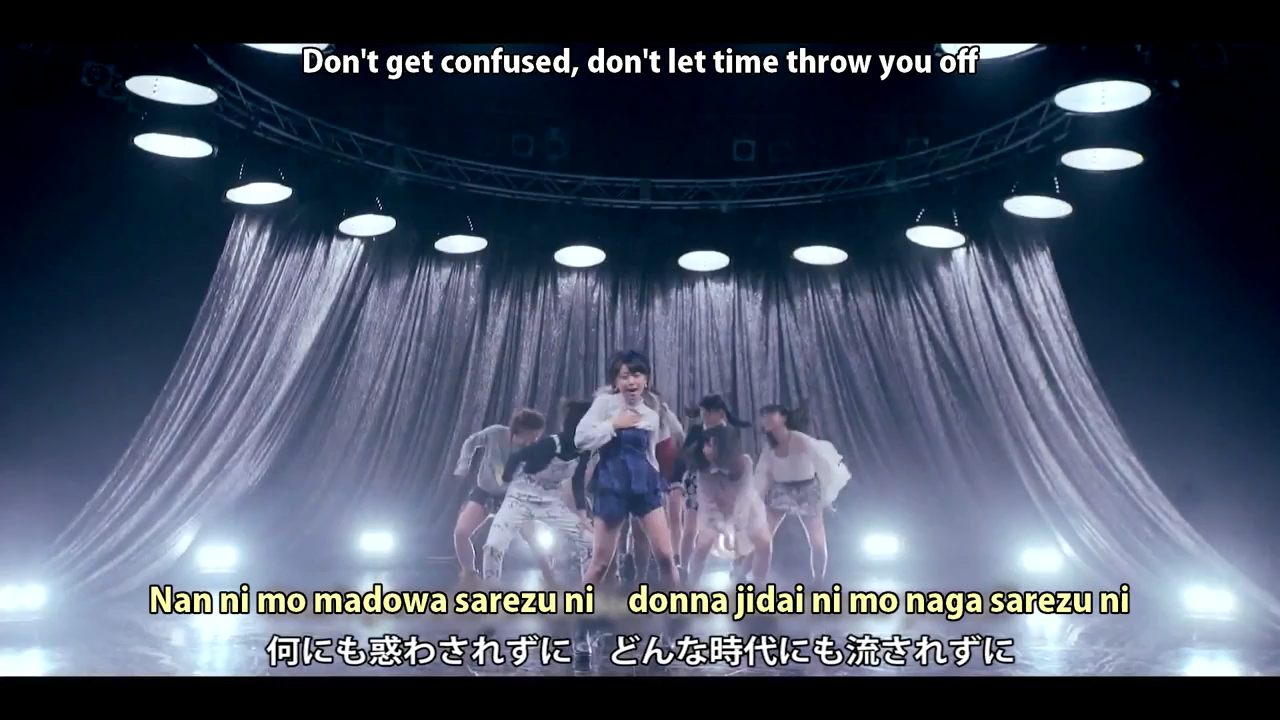 Don't get confused, don't let time throw you off
Nan ni mo madowa sarezu ni donna jidai ni mo naga sarezu ni
何にも惑わされずに どんな時代にも流されずに